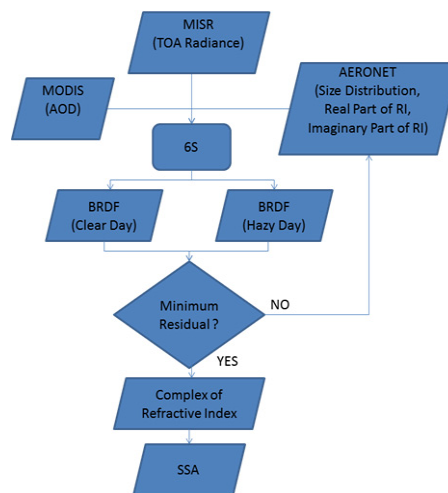 MISR
(TOA Radiance)
MODIS
(AOD)
AERONET
(Size Distribution,
Real Part of RI,
Imaginary Part of RI)
6S
BRDF
(Clear Day)
BRDF
(Hazy Day)
Minimum
Residual ?
NO
YES
Complex of
Refractive Index
SSA